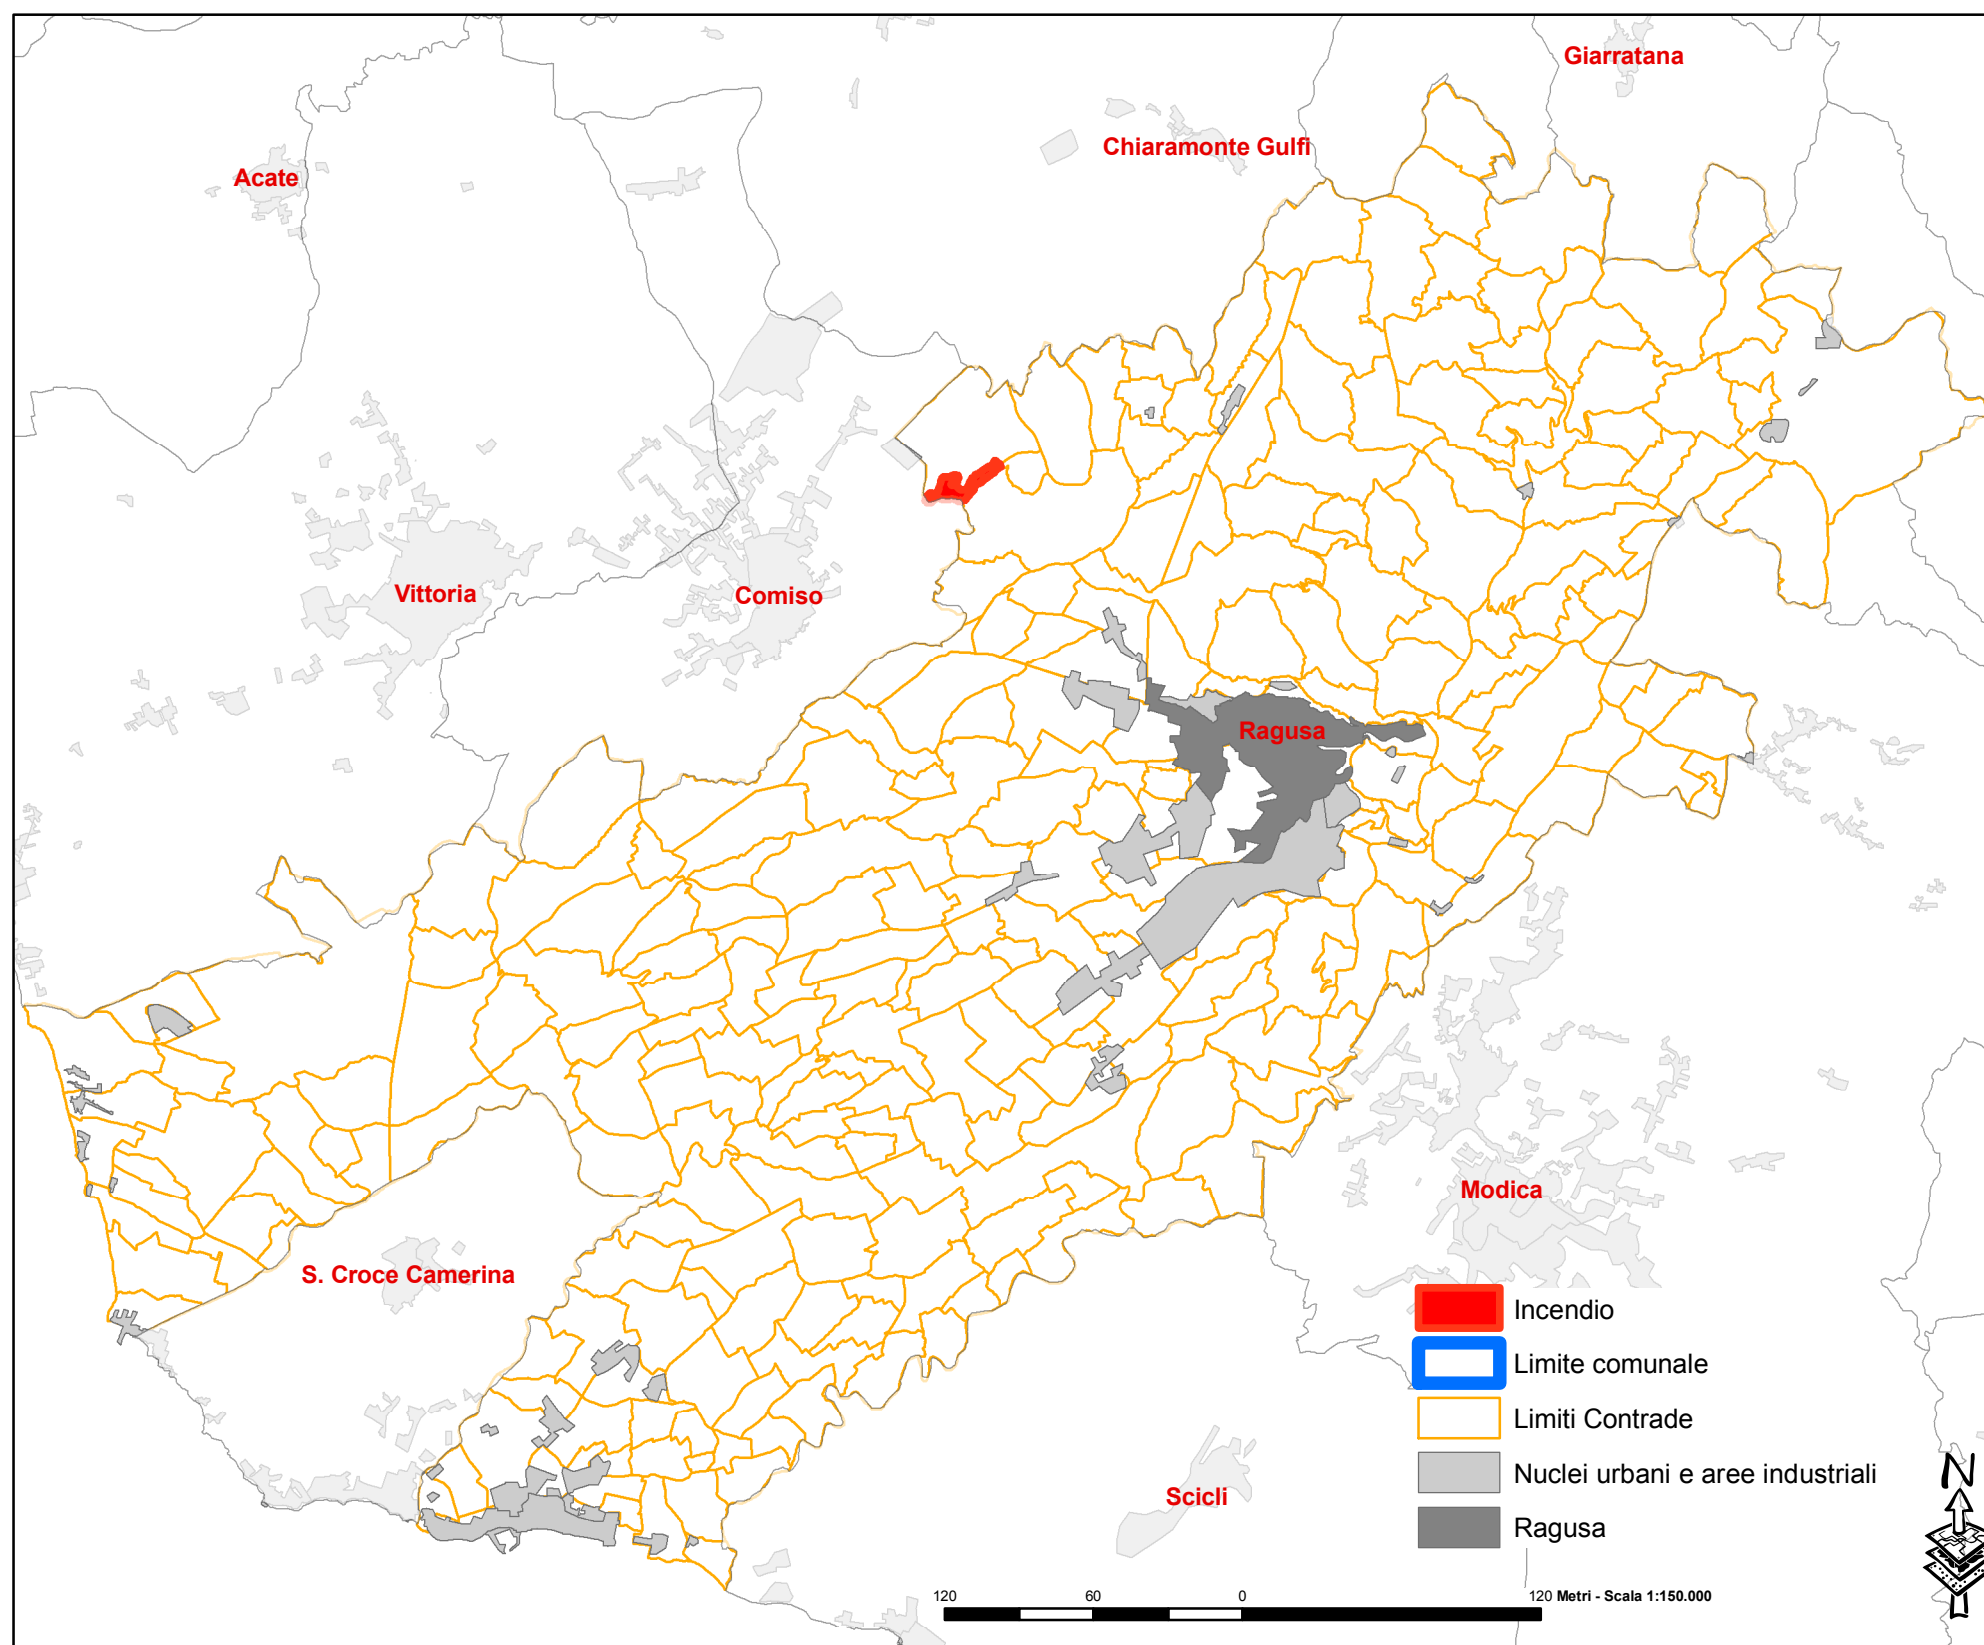 Giarratana
Chiaramonte Gulfi
Acate
Vittoria
Comiso
Ragusa
Modica
S. Croce Camerina
Scicli
Incendio
Limite comunale
Limiti Contrade
Nuclei urbani e aree industriali
Ragusa
N
120 60 0 120 Metri - Scala 1:150.000